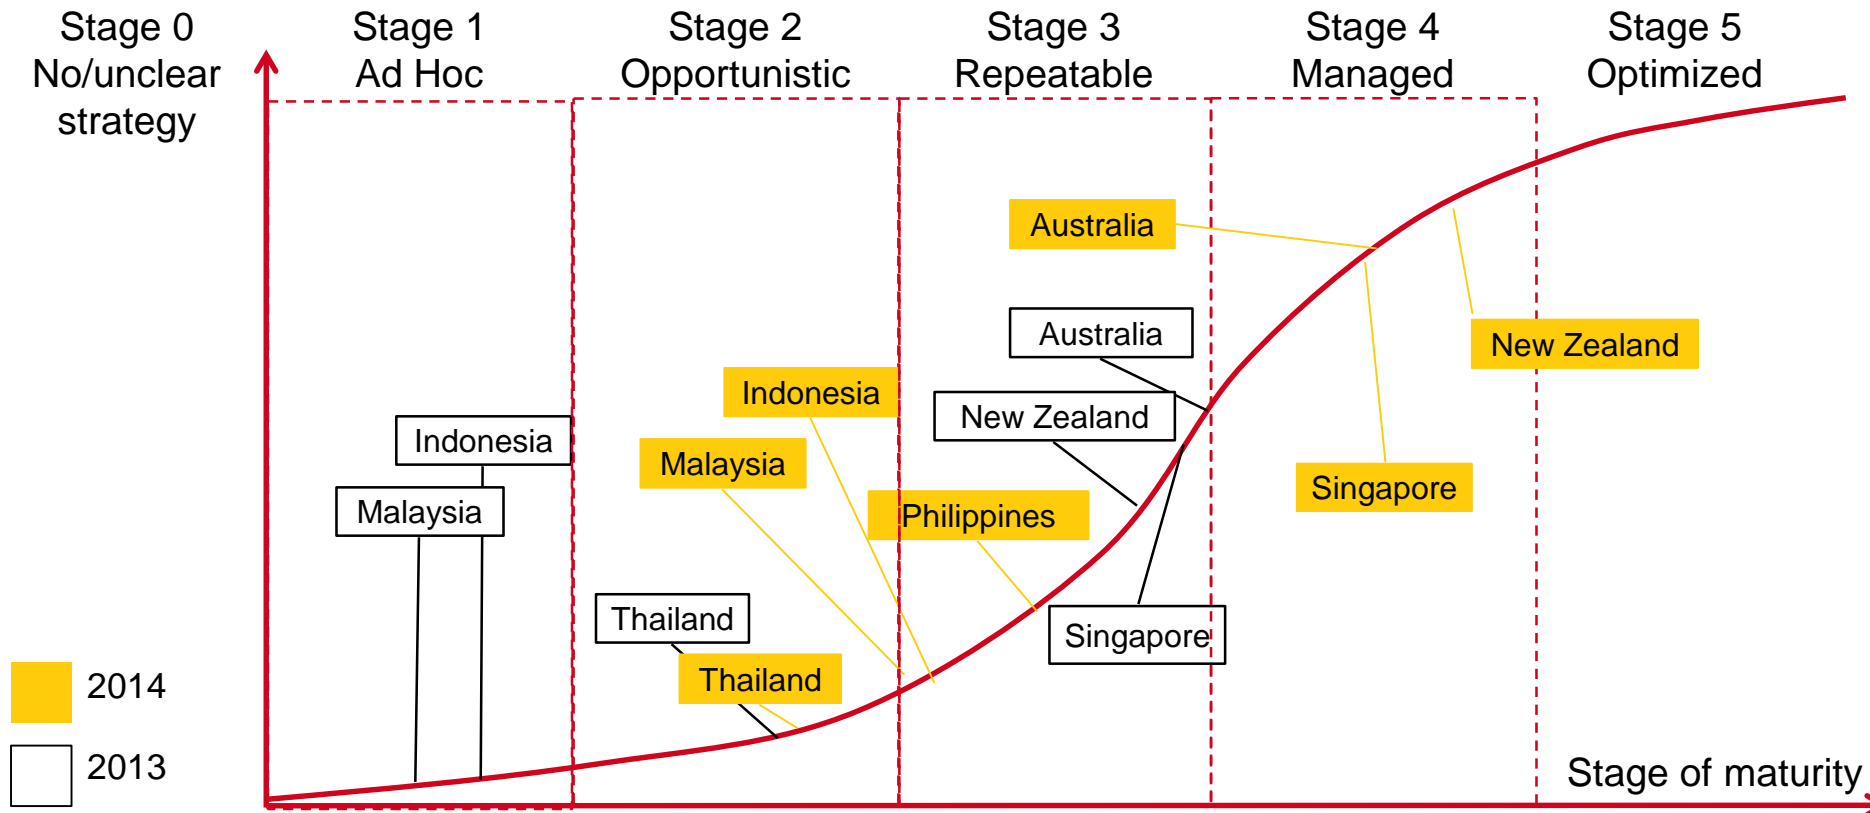 Stage 0
No/unclear
strategy
Stage 1
Ad Hoc
Stage 2
Opportunistic
Stage 3
Repeatable
Stage 4
Managed
Stage 5
Optimized
Australia
Australia
New Zealand
Indonesia
New Zealand
Indonesia
Malaysia
Singapore
Malaysia
Philippines
Thailand
Singapore
Thailand
2014
2013
Stage of maturity